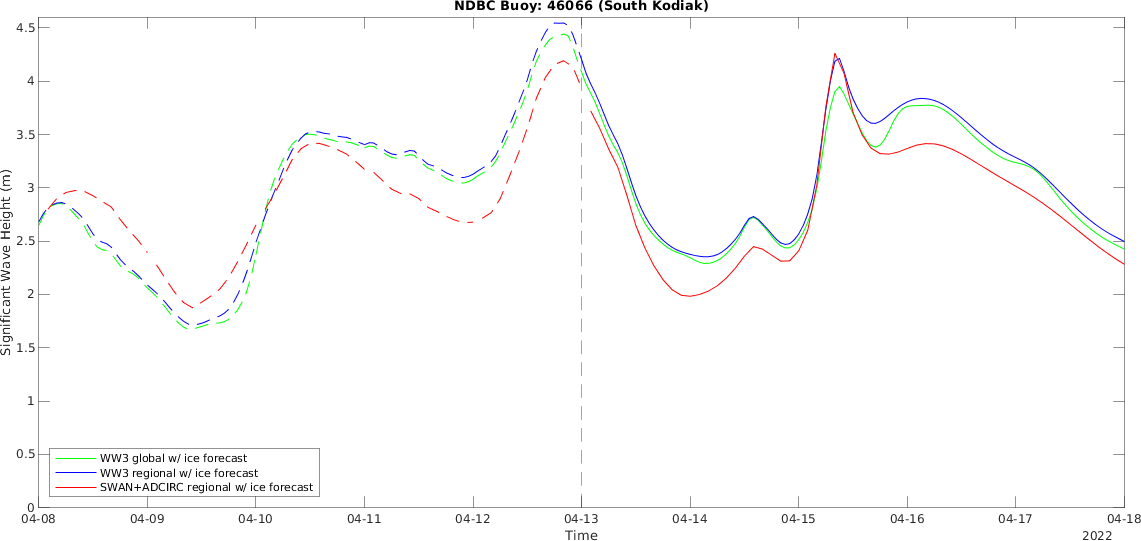 NDBC Buoy: 46066 (South Kodiak)
4.5
4
3.5
3
2.5
2
1.5
1
0.5
0
Significant Wave Height (m)
WW3 global w/ ice forecast
WW3 regional w/ ice forecast
SWAN+ADCIRC regional w/ ice forecast
04-08 04-09 04-10 04-11 04-12 04-13 04-14 04-15 04-16 04-17 04-18
Time
2022